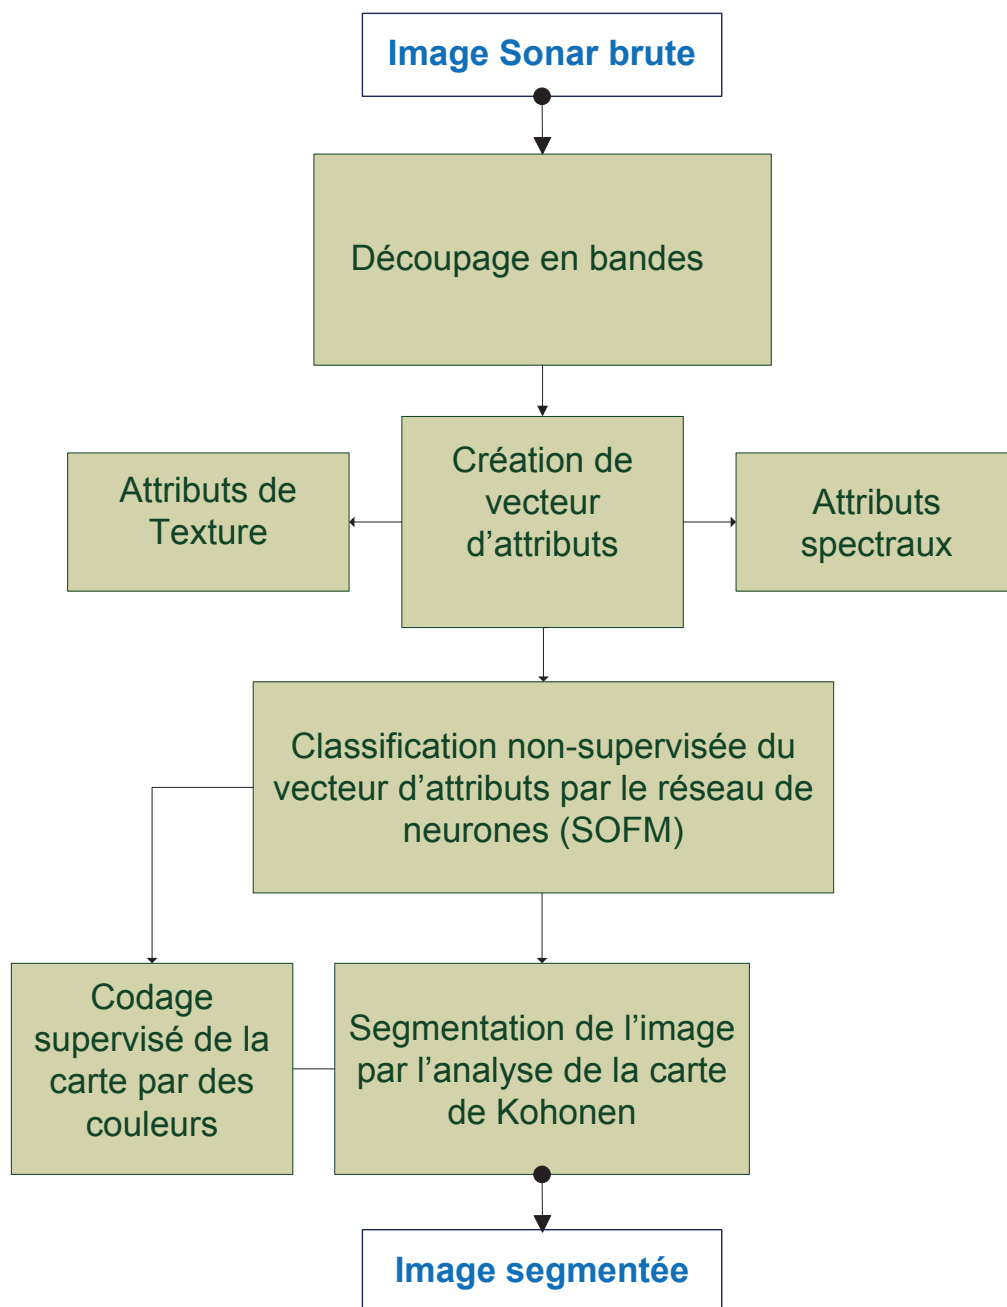 Image Sonar brute
Découpage en bandes
Attributs de
Texture
Création de
vecteur
d’attributs
Attributs
spectraux
Classification non-supervisée du
vecteur d’attributs par le réseau de
neurones (SOFM)
Codage
supervisé de la
carte par des
couleurs
Segmentation de l’image
par l’analyse de la carte
de Kohonen
Image segmentée